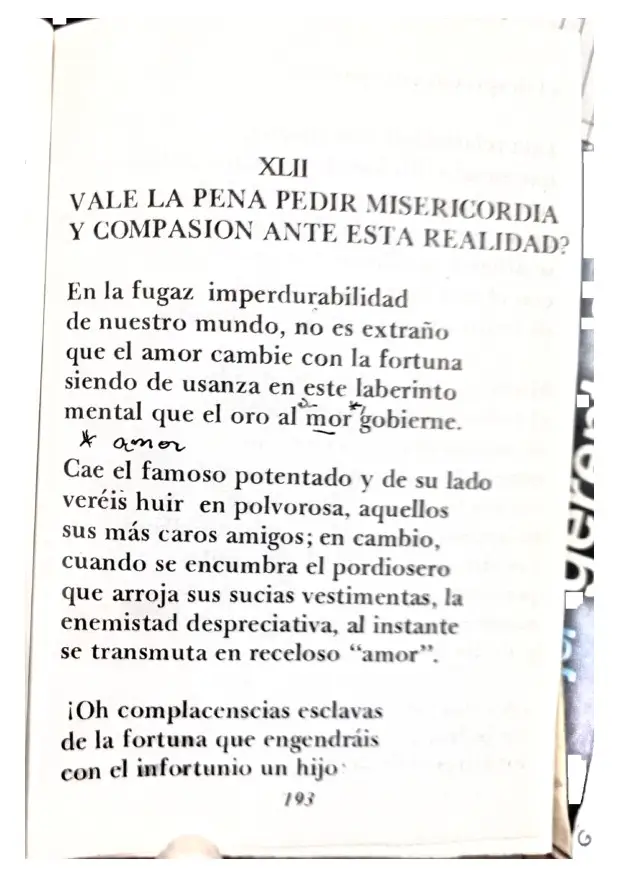 XLII
VALE LA PENA PEDIR MISERICORDIA
Y COMPASION ANTE ESTA REALIDAD?
En la fugaz imperdurabilidad
de nuestro mundo, no es extraño
que el amor cambie con la fortuna
siendo de usanza en este laberinto
mental que el oro al mor * gobierne.
* amor
Cae el famoso potentado y de su lado
veréis huir en polvorosa, aquellos
sus más caros amigos; en cambio,
cuando se encumbra el pordiosero
que arroja sus sucias vestimentas, la
enemistad despreciativa, al instante
se transmuta en receloso “amor”.
¡Oh complacenscias esclavas
de la fortuna que engendráis
con el infortunio un hijo
193